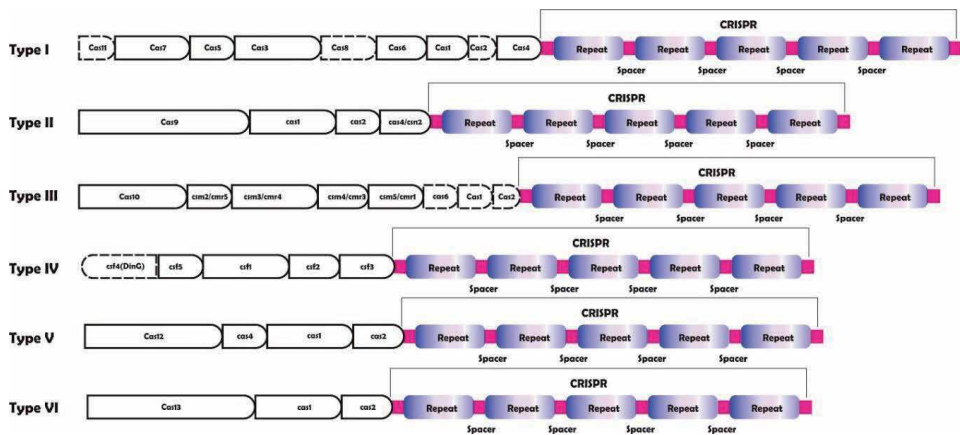 CRISPR
Type I Cas11 Cas7 Cas5 Cas3 Cas8 Cas6 Cas1 Cas2 Cas4 Repeat Repeat Repeat Repeat Repeat
Spacer Spacer Spacer Spacer
CRISPR
Type II Cas9 cas1 cas2 cas4/csn2 Repeat Repeat Repeat Repeat Repeat
Spacer Spacer Spacer Spacer
CRISPR
Type III Cas10 csm2/cmr5 csm3/cmr4 csm4/cmr3 csm5/cmr1 cas6 Cas1 Cas2 Repeat Repeat Repeat Repeat Repeat
Spacer Spacer Spacer Spacer
CRISPR
Type IV csf4(DinG) csf5 csf1 csf2 csf3 Repeat Repeat Repeat Repeat Repeat
Spacer Spacer Spacer Spacer
CRISPR
Type V Cas12 cas4 cas1 cas2 Repeat Repeat Repeat Repeat Repeat
Spacer Spacer Spacer Spacer
CRISPR
Type VI Cas13 cas1 cas2 Repeat Repeat Repeat Repeat Repeat
Spacer Spacer Spacer Spacer